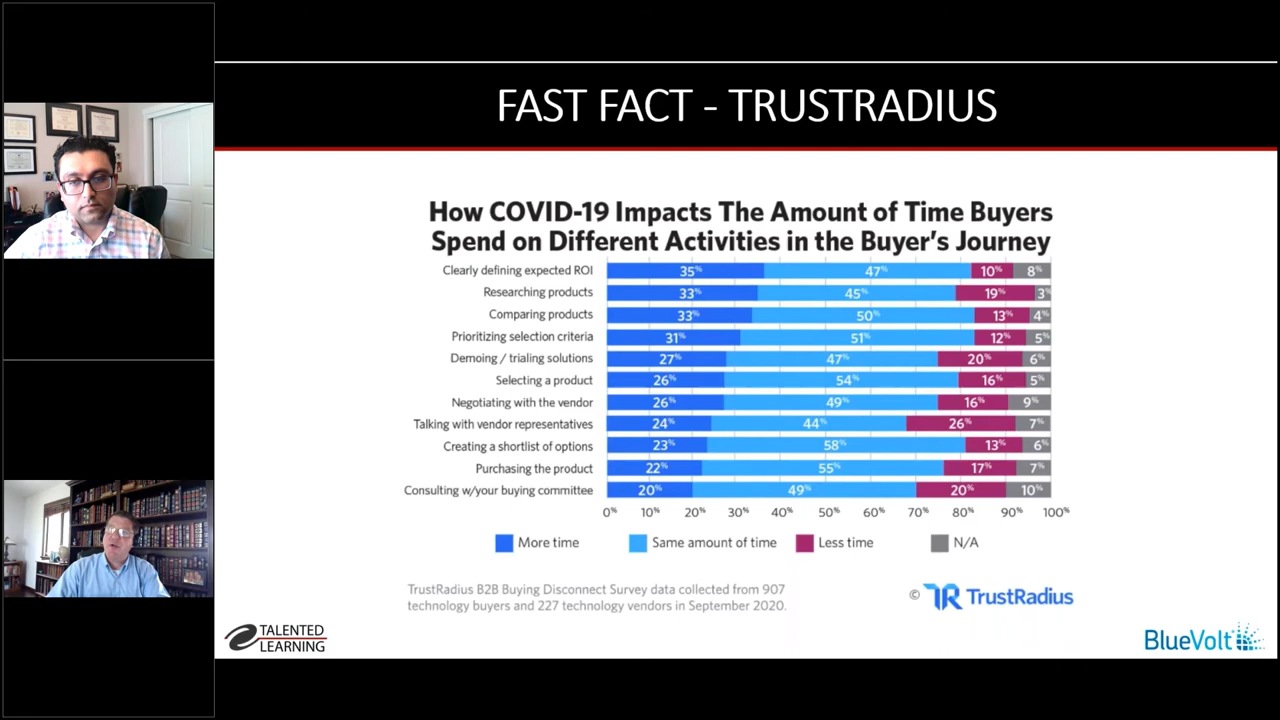 FAST FACT - TRUSTRADIUS
How COVID-19 Impacts The Amount of Time Buyers
Spend on Different Activities in the Buyer's Journey
Clearly defining expected ROI 35% 47% 10% 8%
Researching products 33% 45% 19% 3%
Comparing products 33% 50% 13% 4%
Prioritizing selection criteria 31% 51% 12% 5%
Demoing / trialing solutions 27% 47% 20% 6%
Selecting a product 26% 54% 16% 5%
Negotiating with the vendor 26% 49% 16% 9%
Talking with vendor representatives 24% 44% 26% 7%
Creating a shortlist of options 23% 58% 13% 6%
Purchasing the product 22% 55% 17% 7%
Consulting w/your buying committee 20% 49% 20% 10%
0% 10% 20% 30% 40% 50% 60% 70% 80% 90% 100%
More time Same amount of time Less time N/A
TrustRadius B2B Buying Disconnect Survey data collected from 907
technology buyers and 227 technology vendors in September 2020.
© TR TrustRadius
TALENTED
LEARNING
BlueVolt